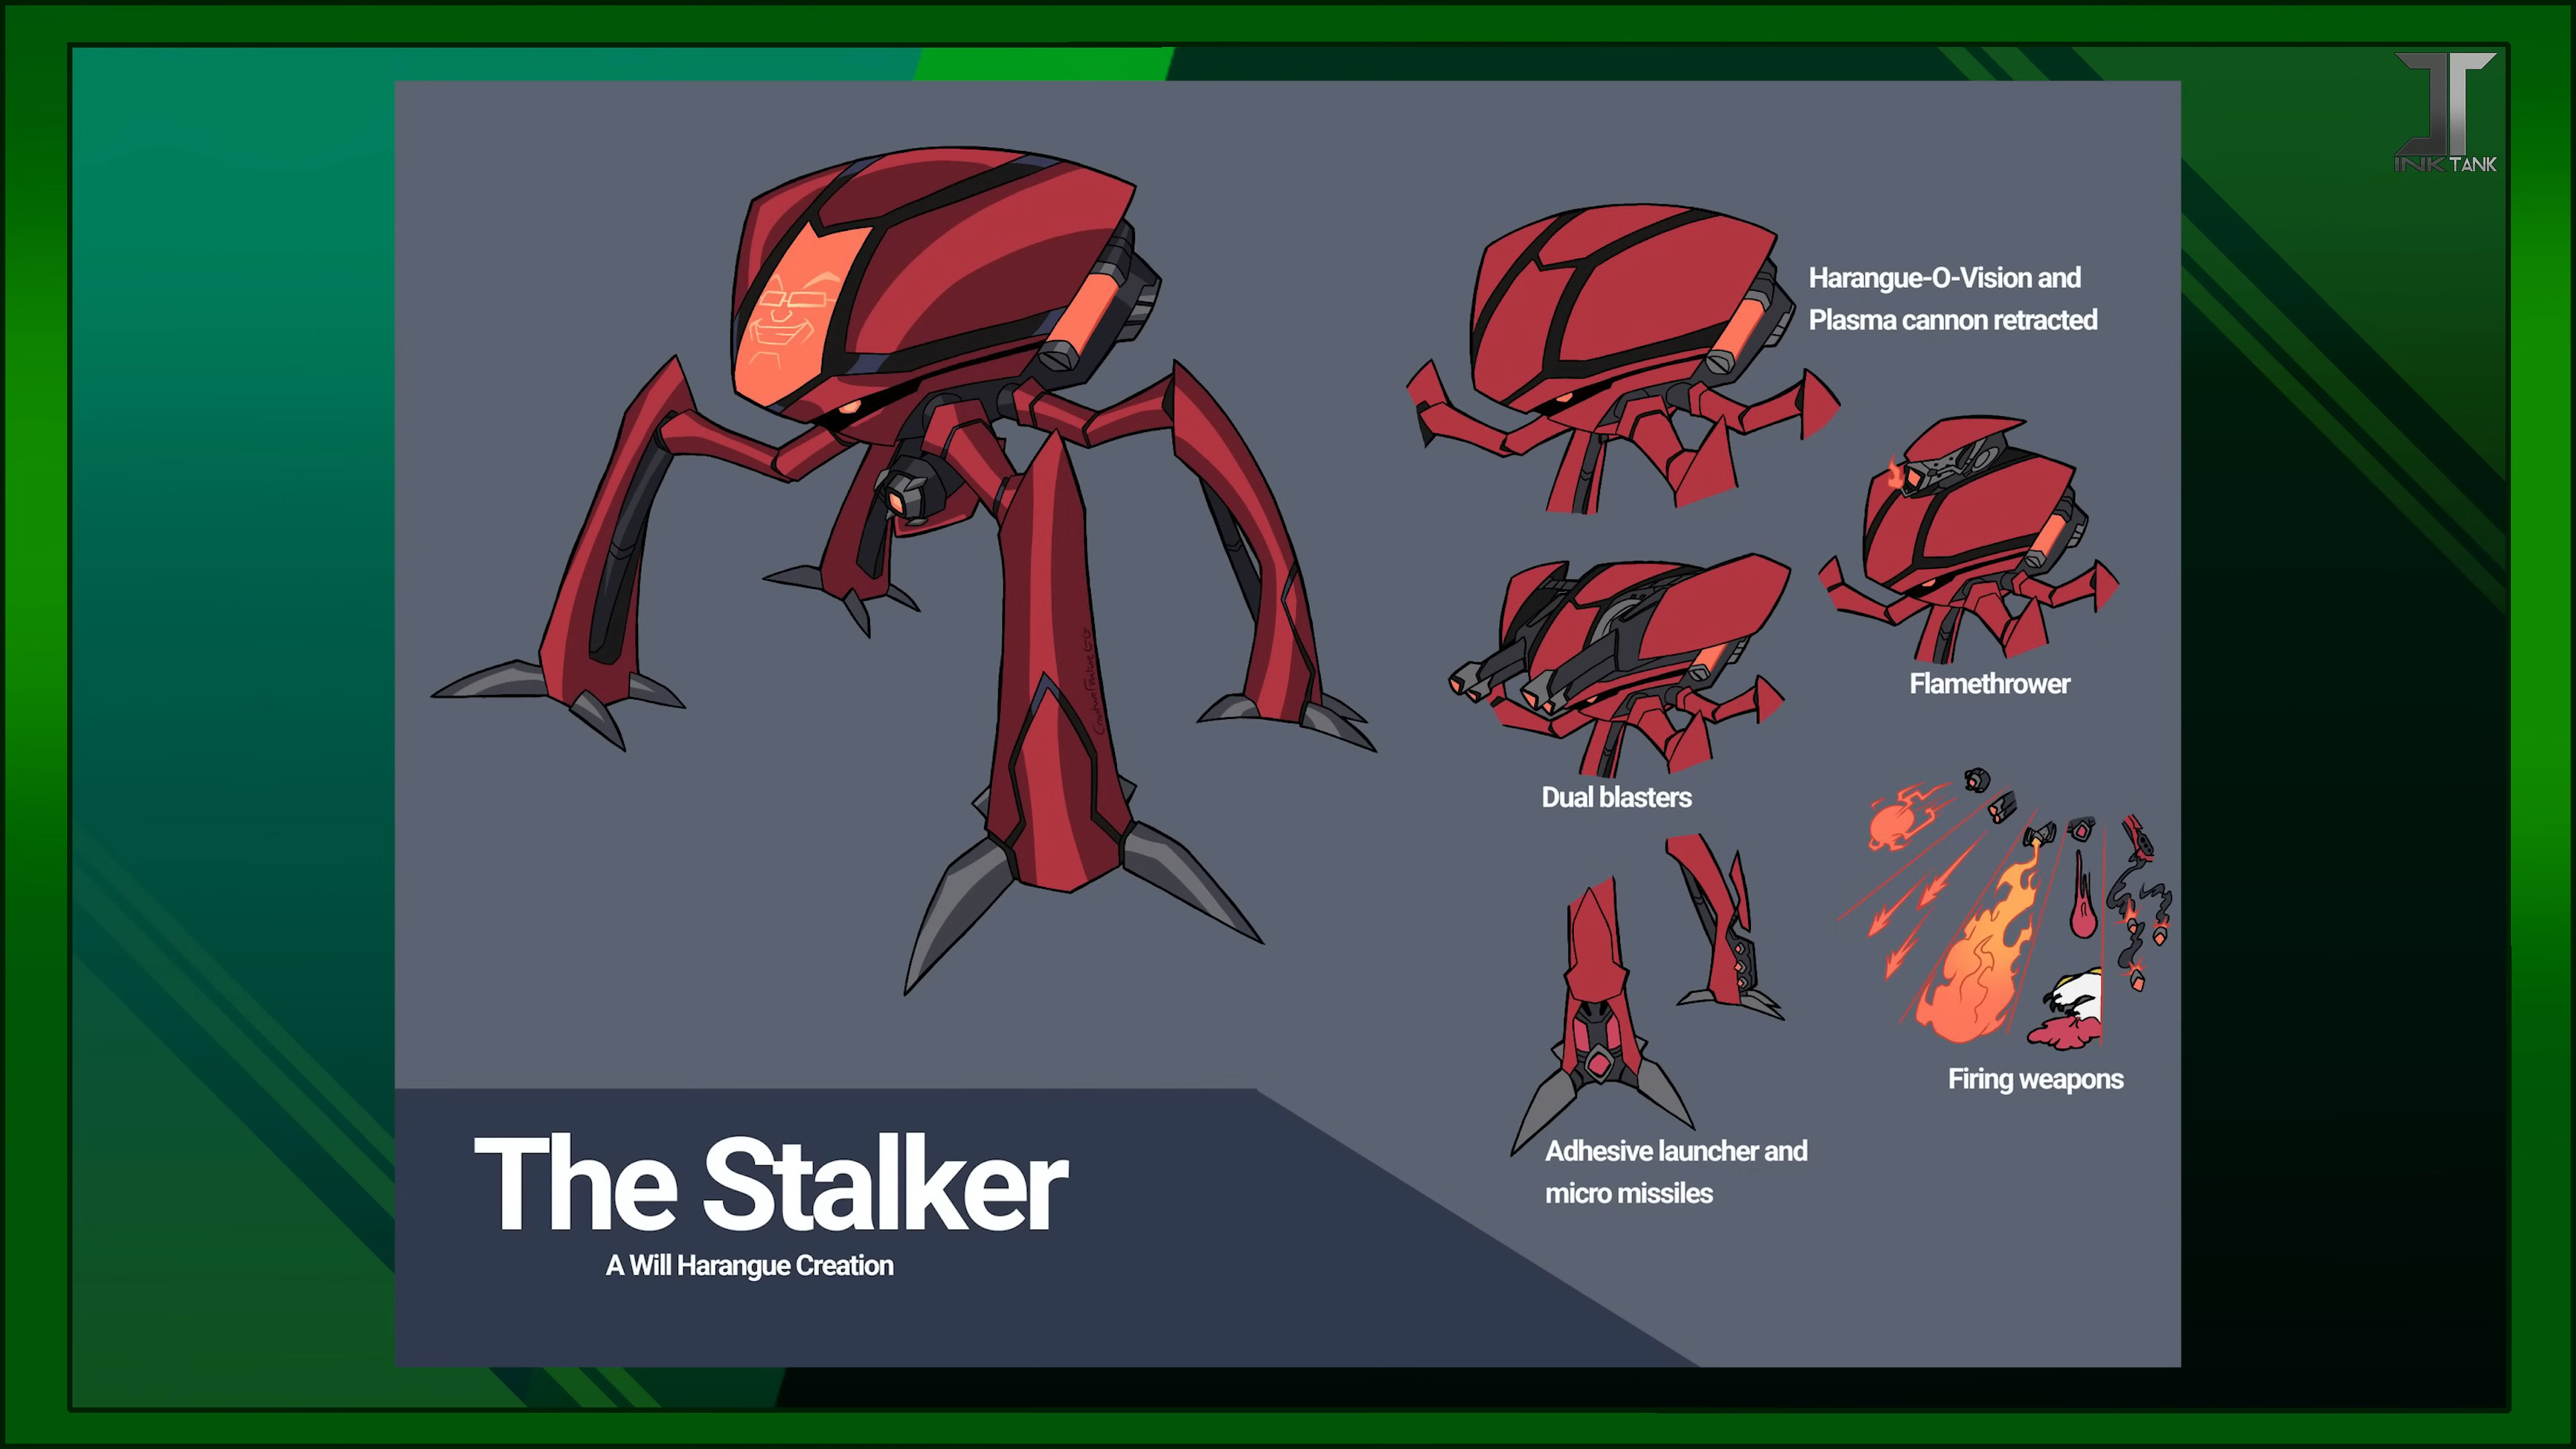 INK TANK
Harangue-O-Vision and
Plasma cannon retracted
Flamethrower
Dual blasters
Firing weapons
Adhesive launcher and
micro missiles
The Stalker
A Will Harangue Creation